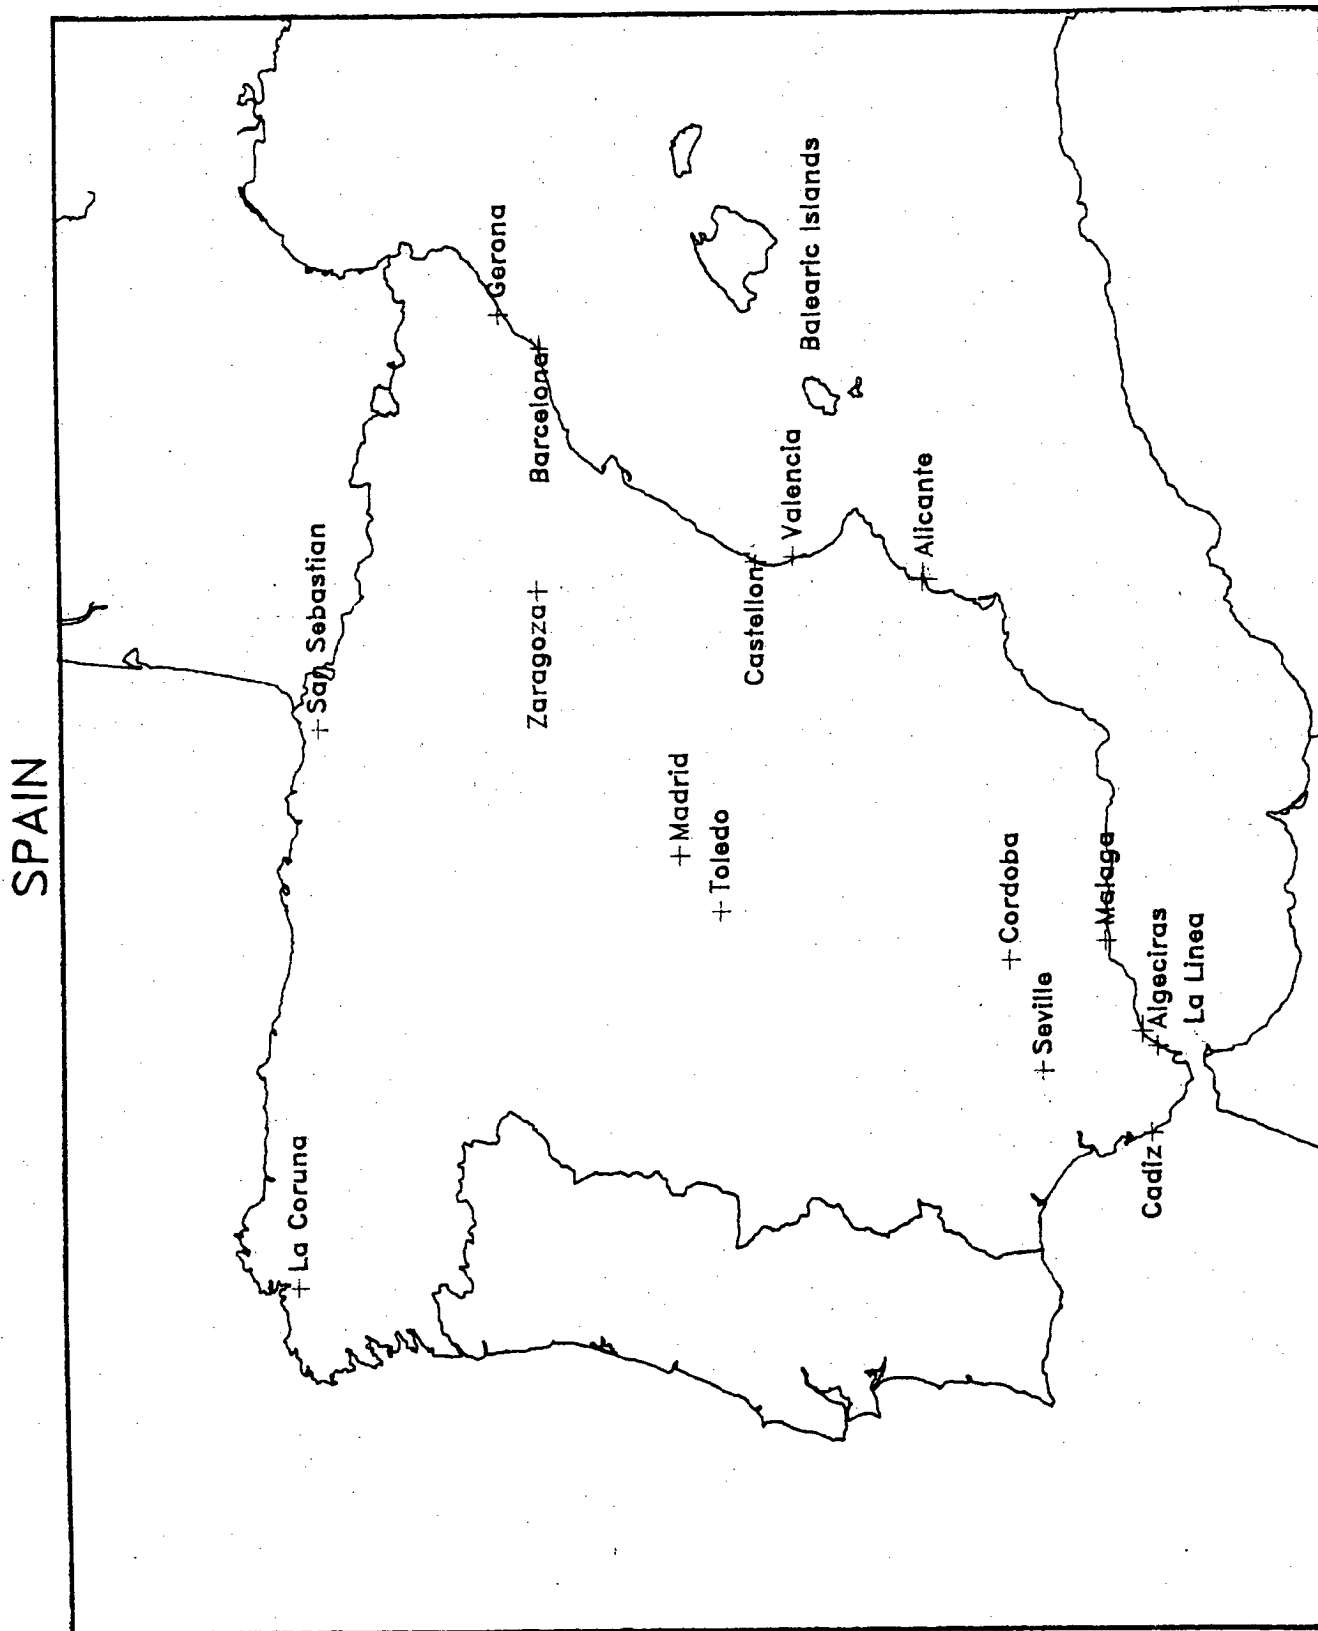 SPAIN
La Coruna
San Sebastian
Gerona
Barcelona
Zaragoza
Madrid
Toledo
Castellon
Valencia
Balearic Islands
Alicante
Cordoba
Seville
Malaga
Algeciras
La Linea
Cadiz